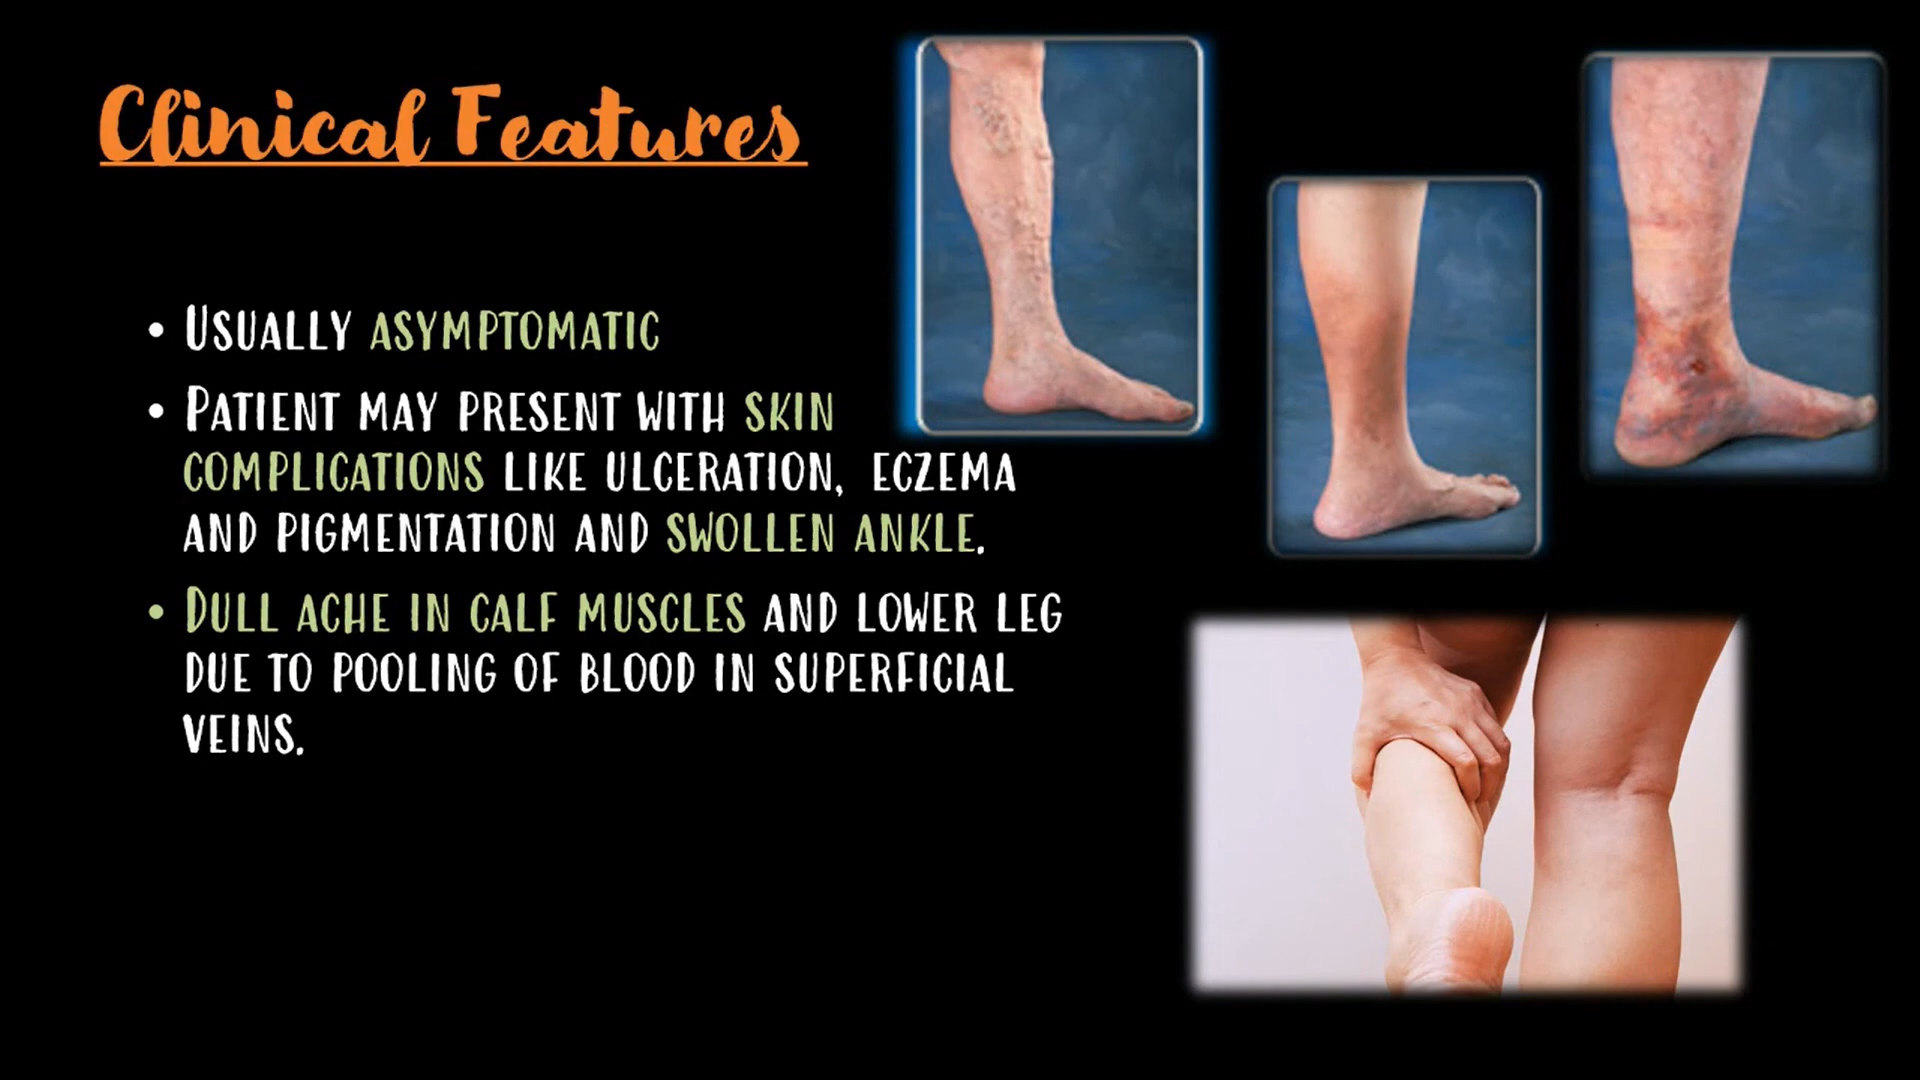 Clinical Features
• Usually asymptomatic
• Patient may present with skin
complications like ulceration, eczema
and pigmentation and swollen ankle.
• Dull ache in calf muscles and lower leg
due to pooling of blood in superficial
veins.